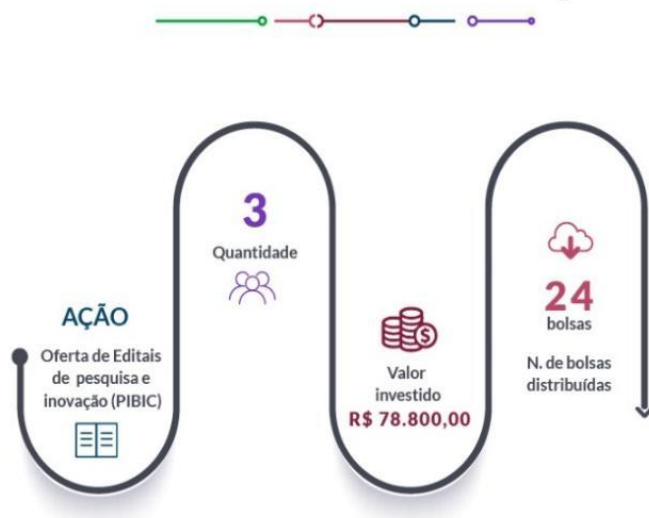 AÇÃO
Oferta de Editais
de pesquisa e
inovação (PIBIC)
3
Quantidade
$
Valor
investido
R$ 78.800,00
24
bolsas
N. de bolsas
distribuídas